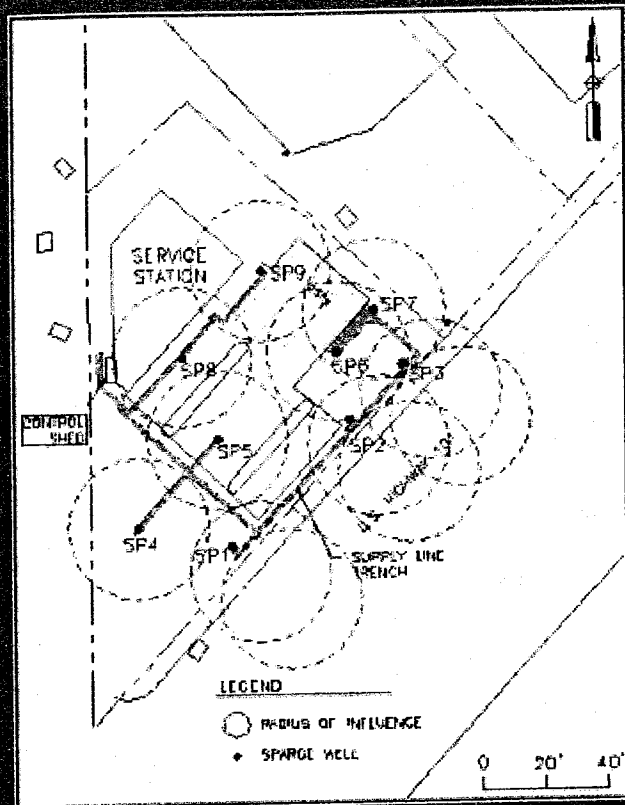 SERVICE
STATION
SP9
SP7
SP6
SP3
SP8
CONTROL
SHED
SP2
SP5
SP4
SP1
SUPPLY LINE
TRENCH
LEGEND
RADIUS OF INFLUENCE
SPARGE WELL
0 20' 40'